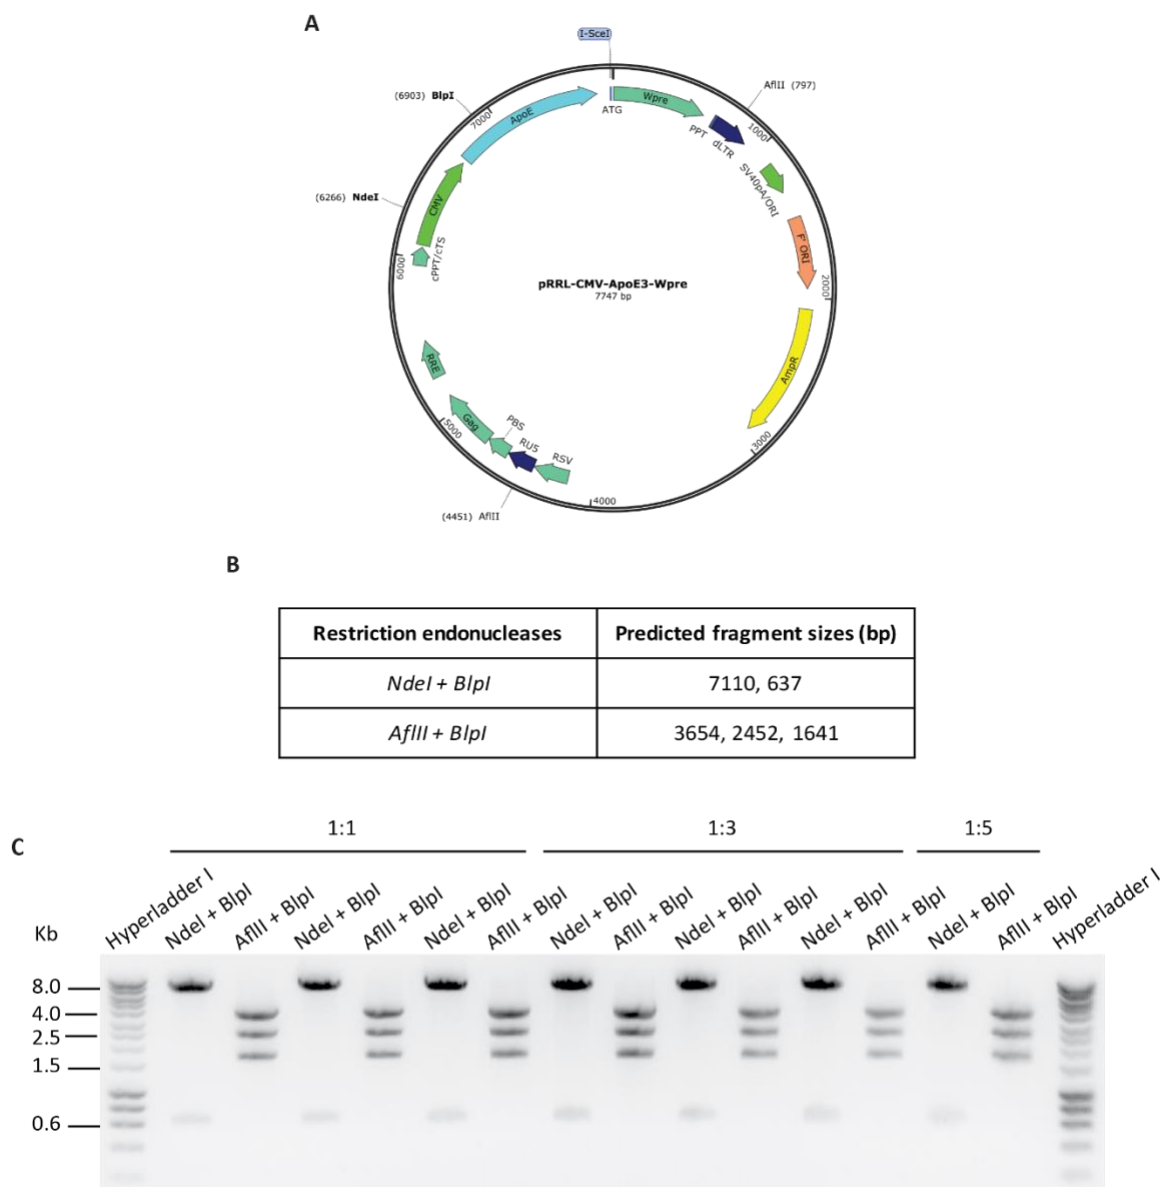 A
I-SceI
(6903) BlpI
AflII (797)
7000
ApoE
ATG
Wpre
PPT
dLTR
1000
SV40pA/ORI
(6266) NdeI
CMV
cPPT/cTS
6000
F' ORI
2000
pRRL-CMV-ApoE3-Wpre
7747 bp
RRE
AmpR
Gag
5000
PBS
RU5
RSV
3000
4000
(4451) AflII
B
Restriction endonucleases Predicted fragment sizes (bp)
NdeI + BlpI 7110, 637
AflII + BlpI 3654, 2452, 1641
C
1:1 1:3 1:5
Kb
Hyperladder I
NdeI + BlpI
AflII + BlpI
NdeI + BlpI
AflII + BlpI
NdeI + BlpI
AflII + BlpI
NdeI + BlpI
AflII + BlpI
NdeI + BlpI
AflII + BlpI
NdeI + BlpI
AflII + BlpI
NdeI + BlpI
AflII + BlpI
Hyperladder I
8.0
4.0
2.5
1.5
0.6